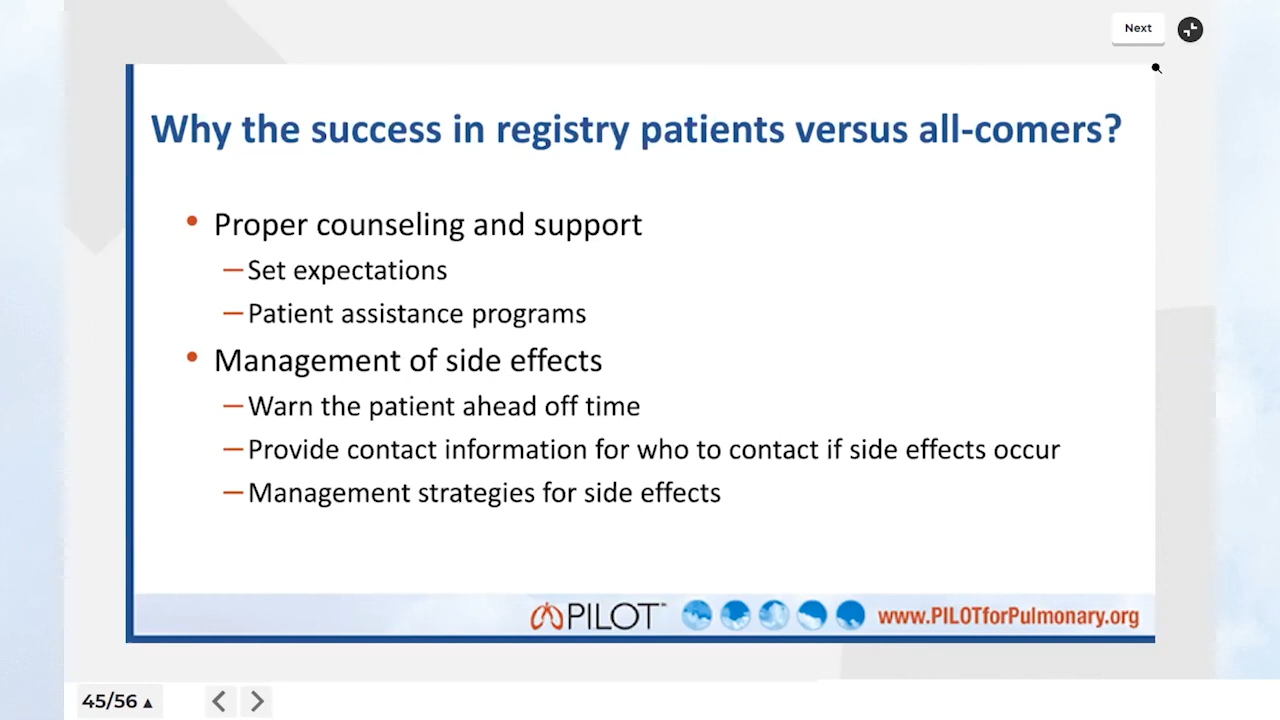 Next
Why the success in registry patients versus all-comers?
• Proper counseling and support
—Set expectations
—Patient assistance programs
• Management of side effects
—Warn the patient ahead off time
—Provide contact information for who to contact if side effects occur
—Management strategies for side effects
PILOT™ www.PILOTforPulmonary.org
45/56 ▲